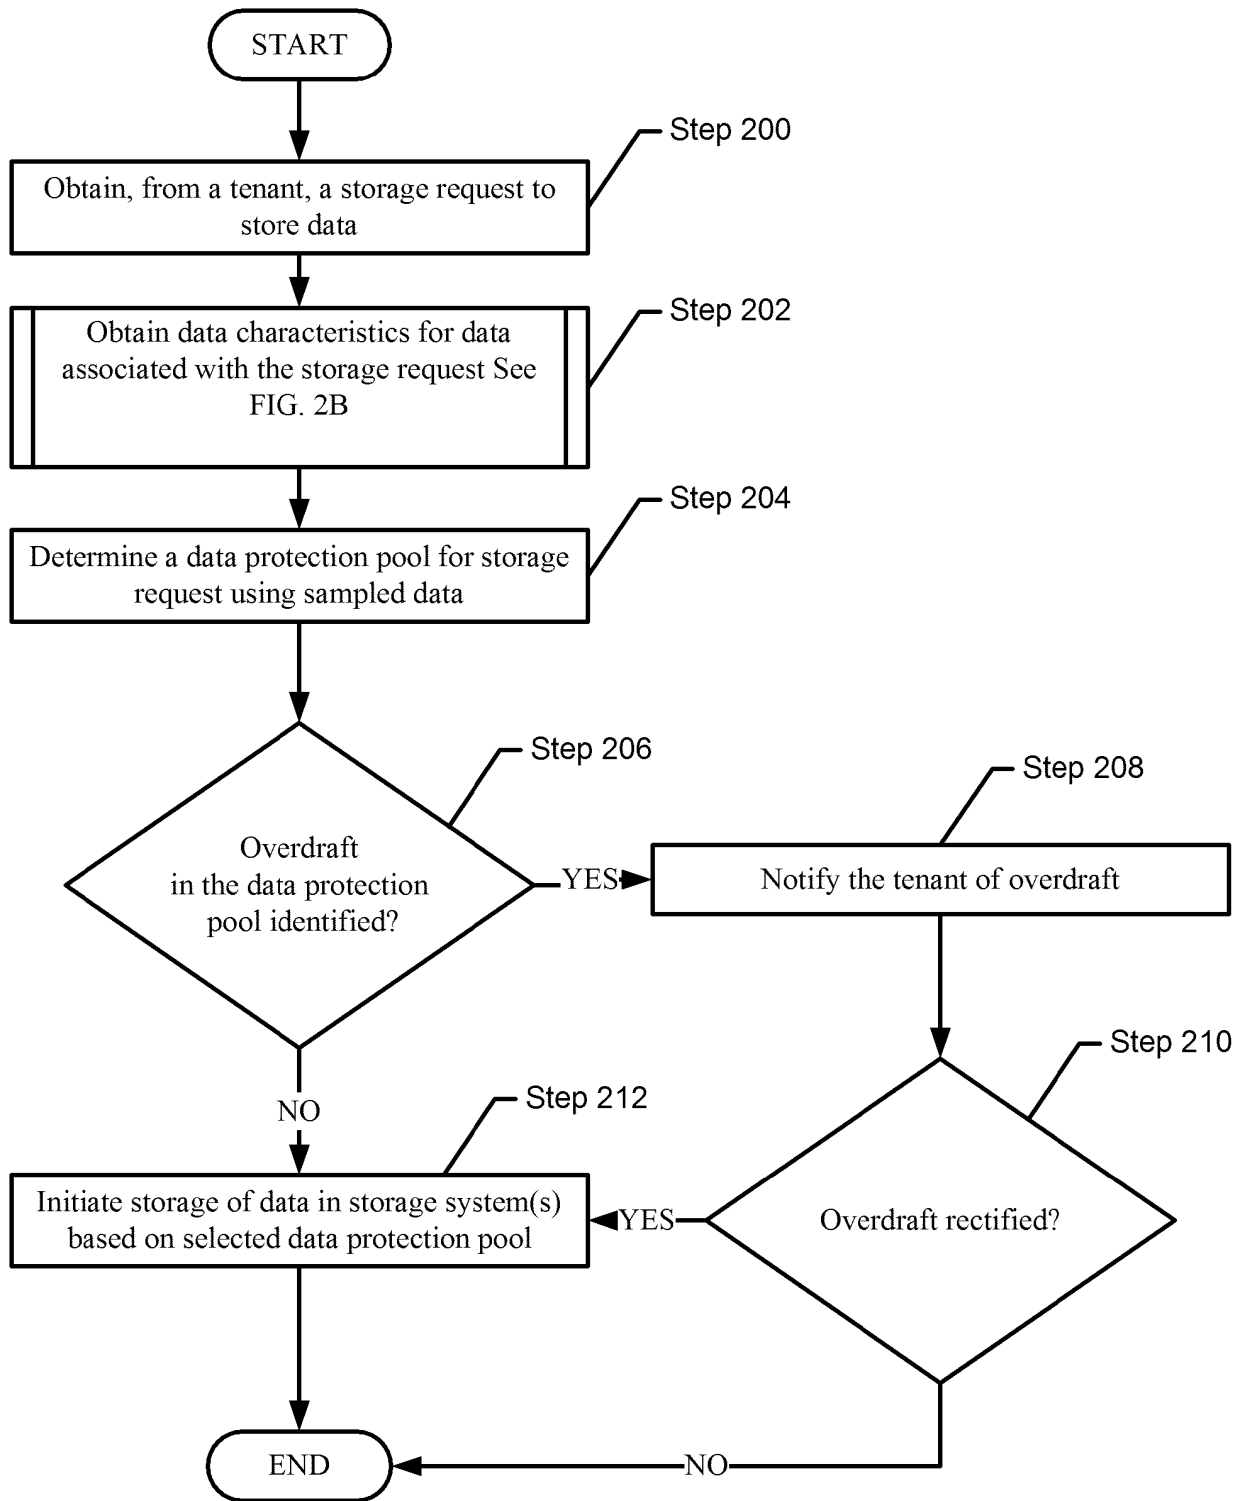 START
Step 200
Obtain, from a tenant, a storage request to
store data
Step 202
Obtain data characteristics for data
associated with the storage request See
FIG. 2B
Step 204
Determine a data protection pool for storage
request using sampled data
Step 206
Overdraft
in the data protection
pool identified?
YES
Step 208
Notify the tenant of overdraft
NO
Step 210
Overdraft rectified?
YES
Step 212
Initiate storage of data in storage system(s)
based on selected data protection pool
NO
END